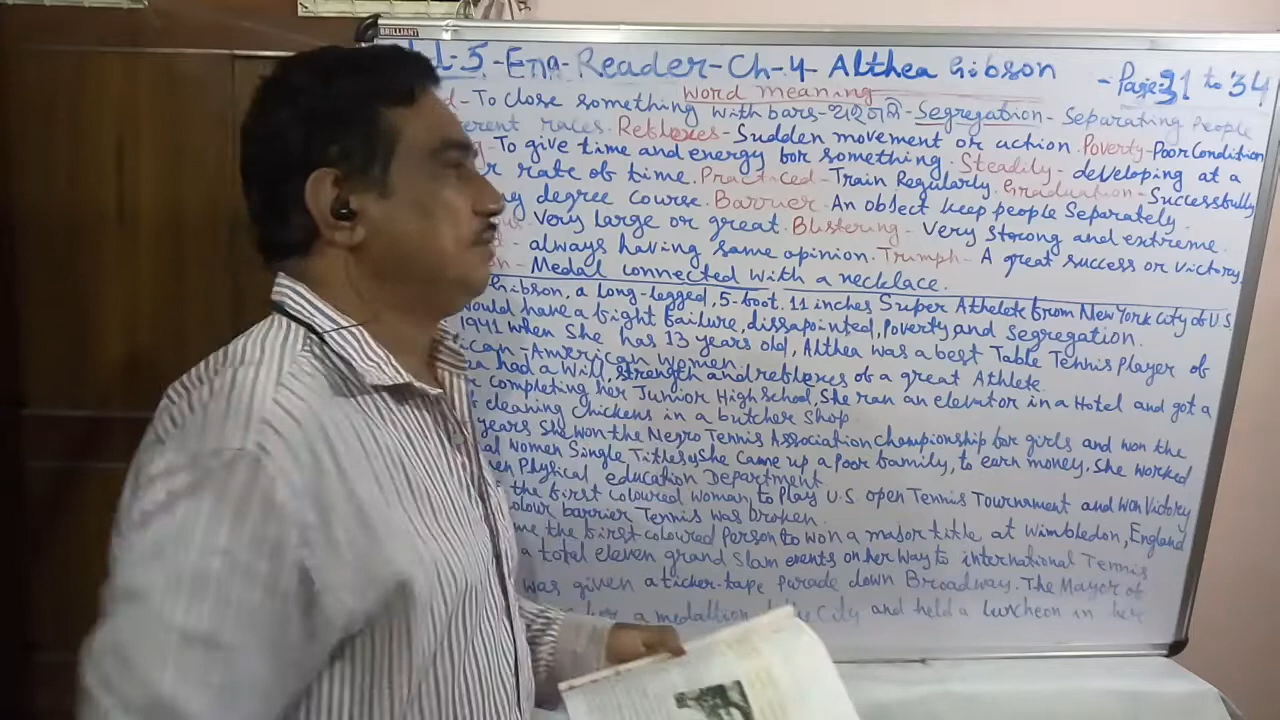 BRILLIANT
5-Eng-Reader-Ch-4-Althea Gibson -Page:31 to 34
word meaning
-To close something with bars- -Segregation- Separating People
races. Reflexes- Sudden movement or action. Poverty-Poor Condition
-To give time and energy for something. Steadily- developing at a
rate of time. Practiced- Train Regularly. Graduation- Successfully
degree course. Barrier- An object keep people Separately.
- Very large or great. Blistering- Very strong and extreme.
- always having same opinion. Trumph- A great success or victory,
- Medal connected with a necklace.
Gibson, a long-legged, 5-foot. 11 inches Super Athelete from New York City of U.S.
would have a fight failure, dissapointed, Poverty, and segregation.
1941 when She has 13 years old, Althea was a best Table Tennis Player of
-American women.
had a will, strength and reflexes of a great Athlete.
completing her Junior High School, She ran an elevator in a Hotel and got a
cleaning chickens in a butcher shop.
years She won the Negro Tennis Association championship for girls and won the
women Single Titles, She came up a poor family, to earn money, She worked
Physical education Department
the first coloured woman, to Play U.S. open Tennis Tournament and won Victory
colour barrier Tennis was broken.
the first coloured Person to won a major title at Wimbledon, England
a total eleven grand Slam events on her way to international Tennis
was given a ticker-tape parade down Broadway. The Mayor of
a medallion City and held a luncheon in her